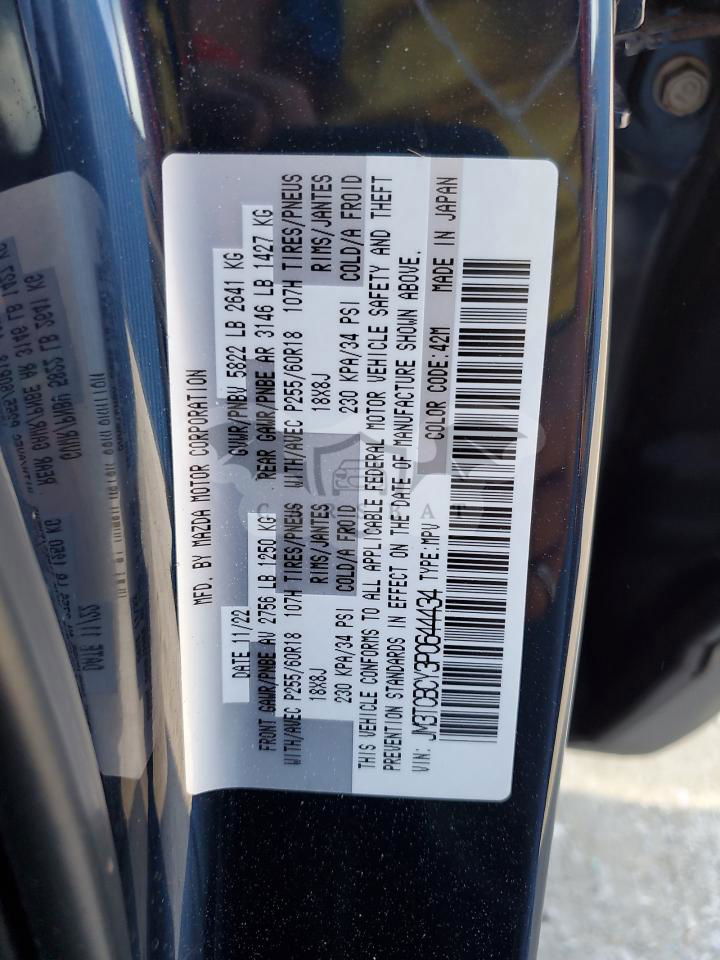 MFD. BY MAZDA MOTOR CORPORATION
DATE 11/22 GVWR/PNBV 5822 LB 2641 KG
FRONT GAWR/PNBE AV 2756 LB 1250 KG REAR GAWR/PNBE AR 3146 LB 1427 KG
WITH/AVEC P255/60R18 107H TIRES/PNEUS WITH/AVEC P255/60R18 107H TIRES/PNEUS
18X8J RIMS/JANTES 18X8J RIMS/JANTES
230 KPA/34 PSI COLD/A FROID 230 KPA/34 PSI COLD/A FROID
THIS VEHICLE CONFORMS TO ALL APPLICABLE FEDERAL MOTOR VEHICLE SAFETY AND THEFT
PREVENTION STANDARDS IN EFFECT ON THE DATE OF MANUFACTURE SHOWN ABOVE.
VIN: JM3TCBCY3P0644434 TYPE:MPV COLOR CODE:42M MADE IN JAPAN